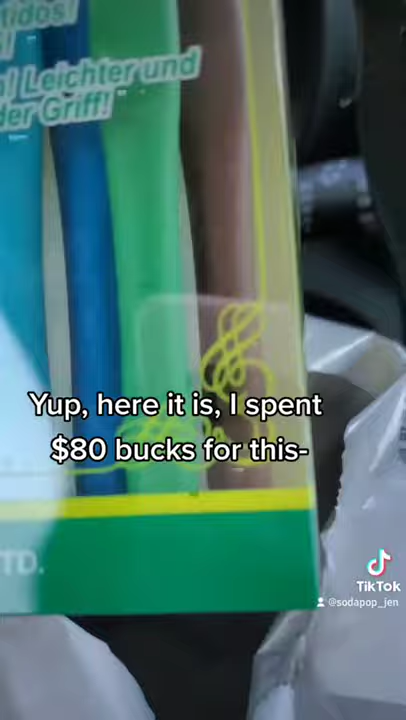 tidos!
Leichter und
der Griff!
Yup, here it is, I spent
$80 bucks for this-
TD.
TikTok
@sodapop_jen